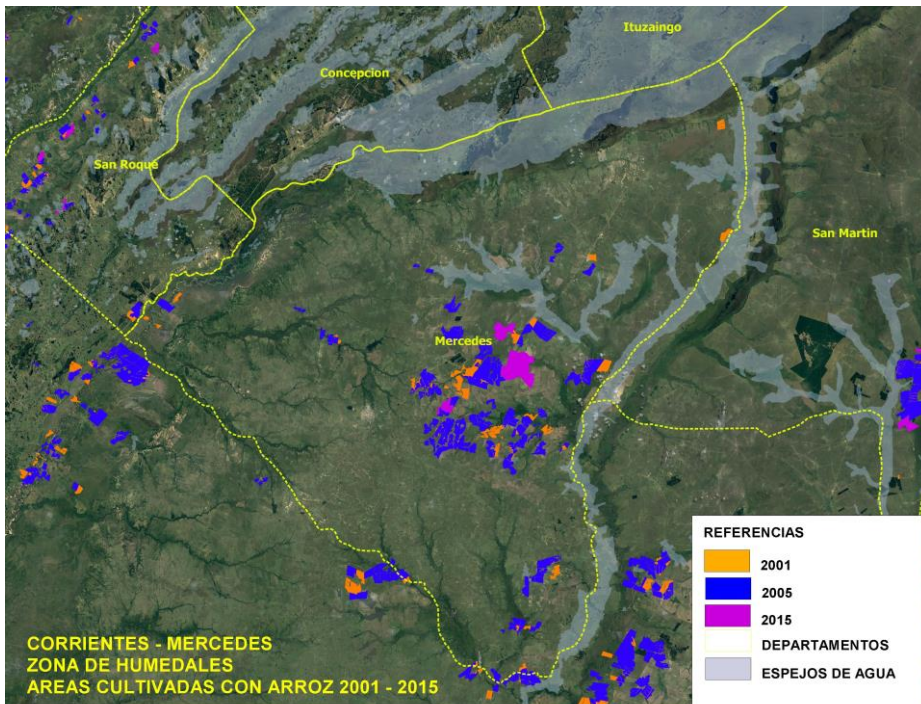 Ituzaingo
Concepcion
San Roque
San Martin
Mercedes
REFERENCIAS
2001
2005
2015
DEPARTAMENTOS
ESPEJOS DE AGUA
CORRIENTES - MERCEDES
ZONA DE HUMEDALES
AREAS CULTIVADAS CON ARROZ 2001 - 2015